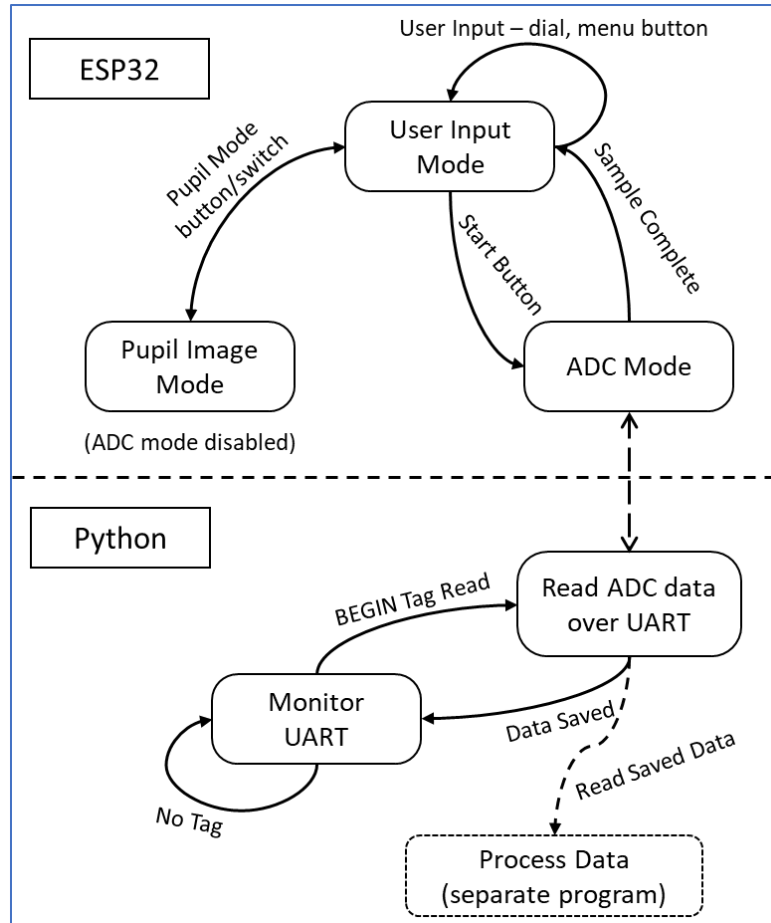 User Input – dial, menu button
ESP32
User Input
Mode
Pupil Mode
button/switch
Start Button
Sample Complete
Pupil Image
Mode
ADC Mode
(ADC mode disabled)
Python
BEGIN Tag Read
Read ADC data
over UART
Monitor
UART
Data Saved
No Tag
Read Saved Data
Process Data
(separate program)